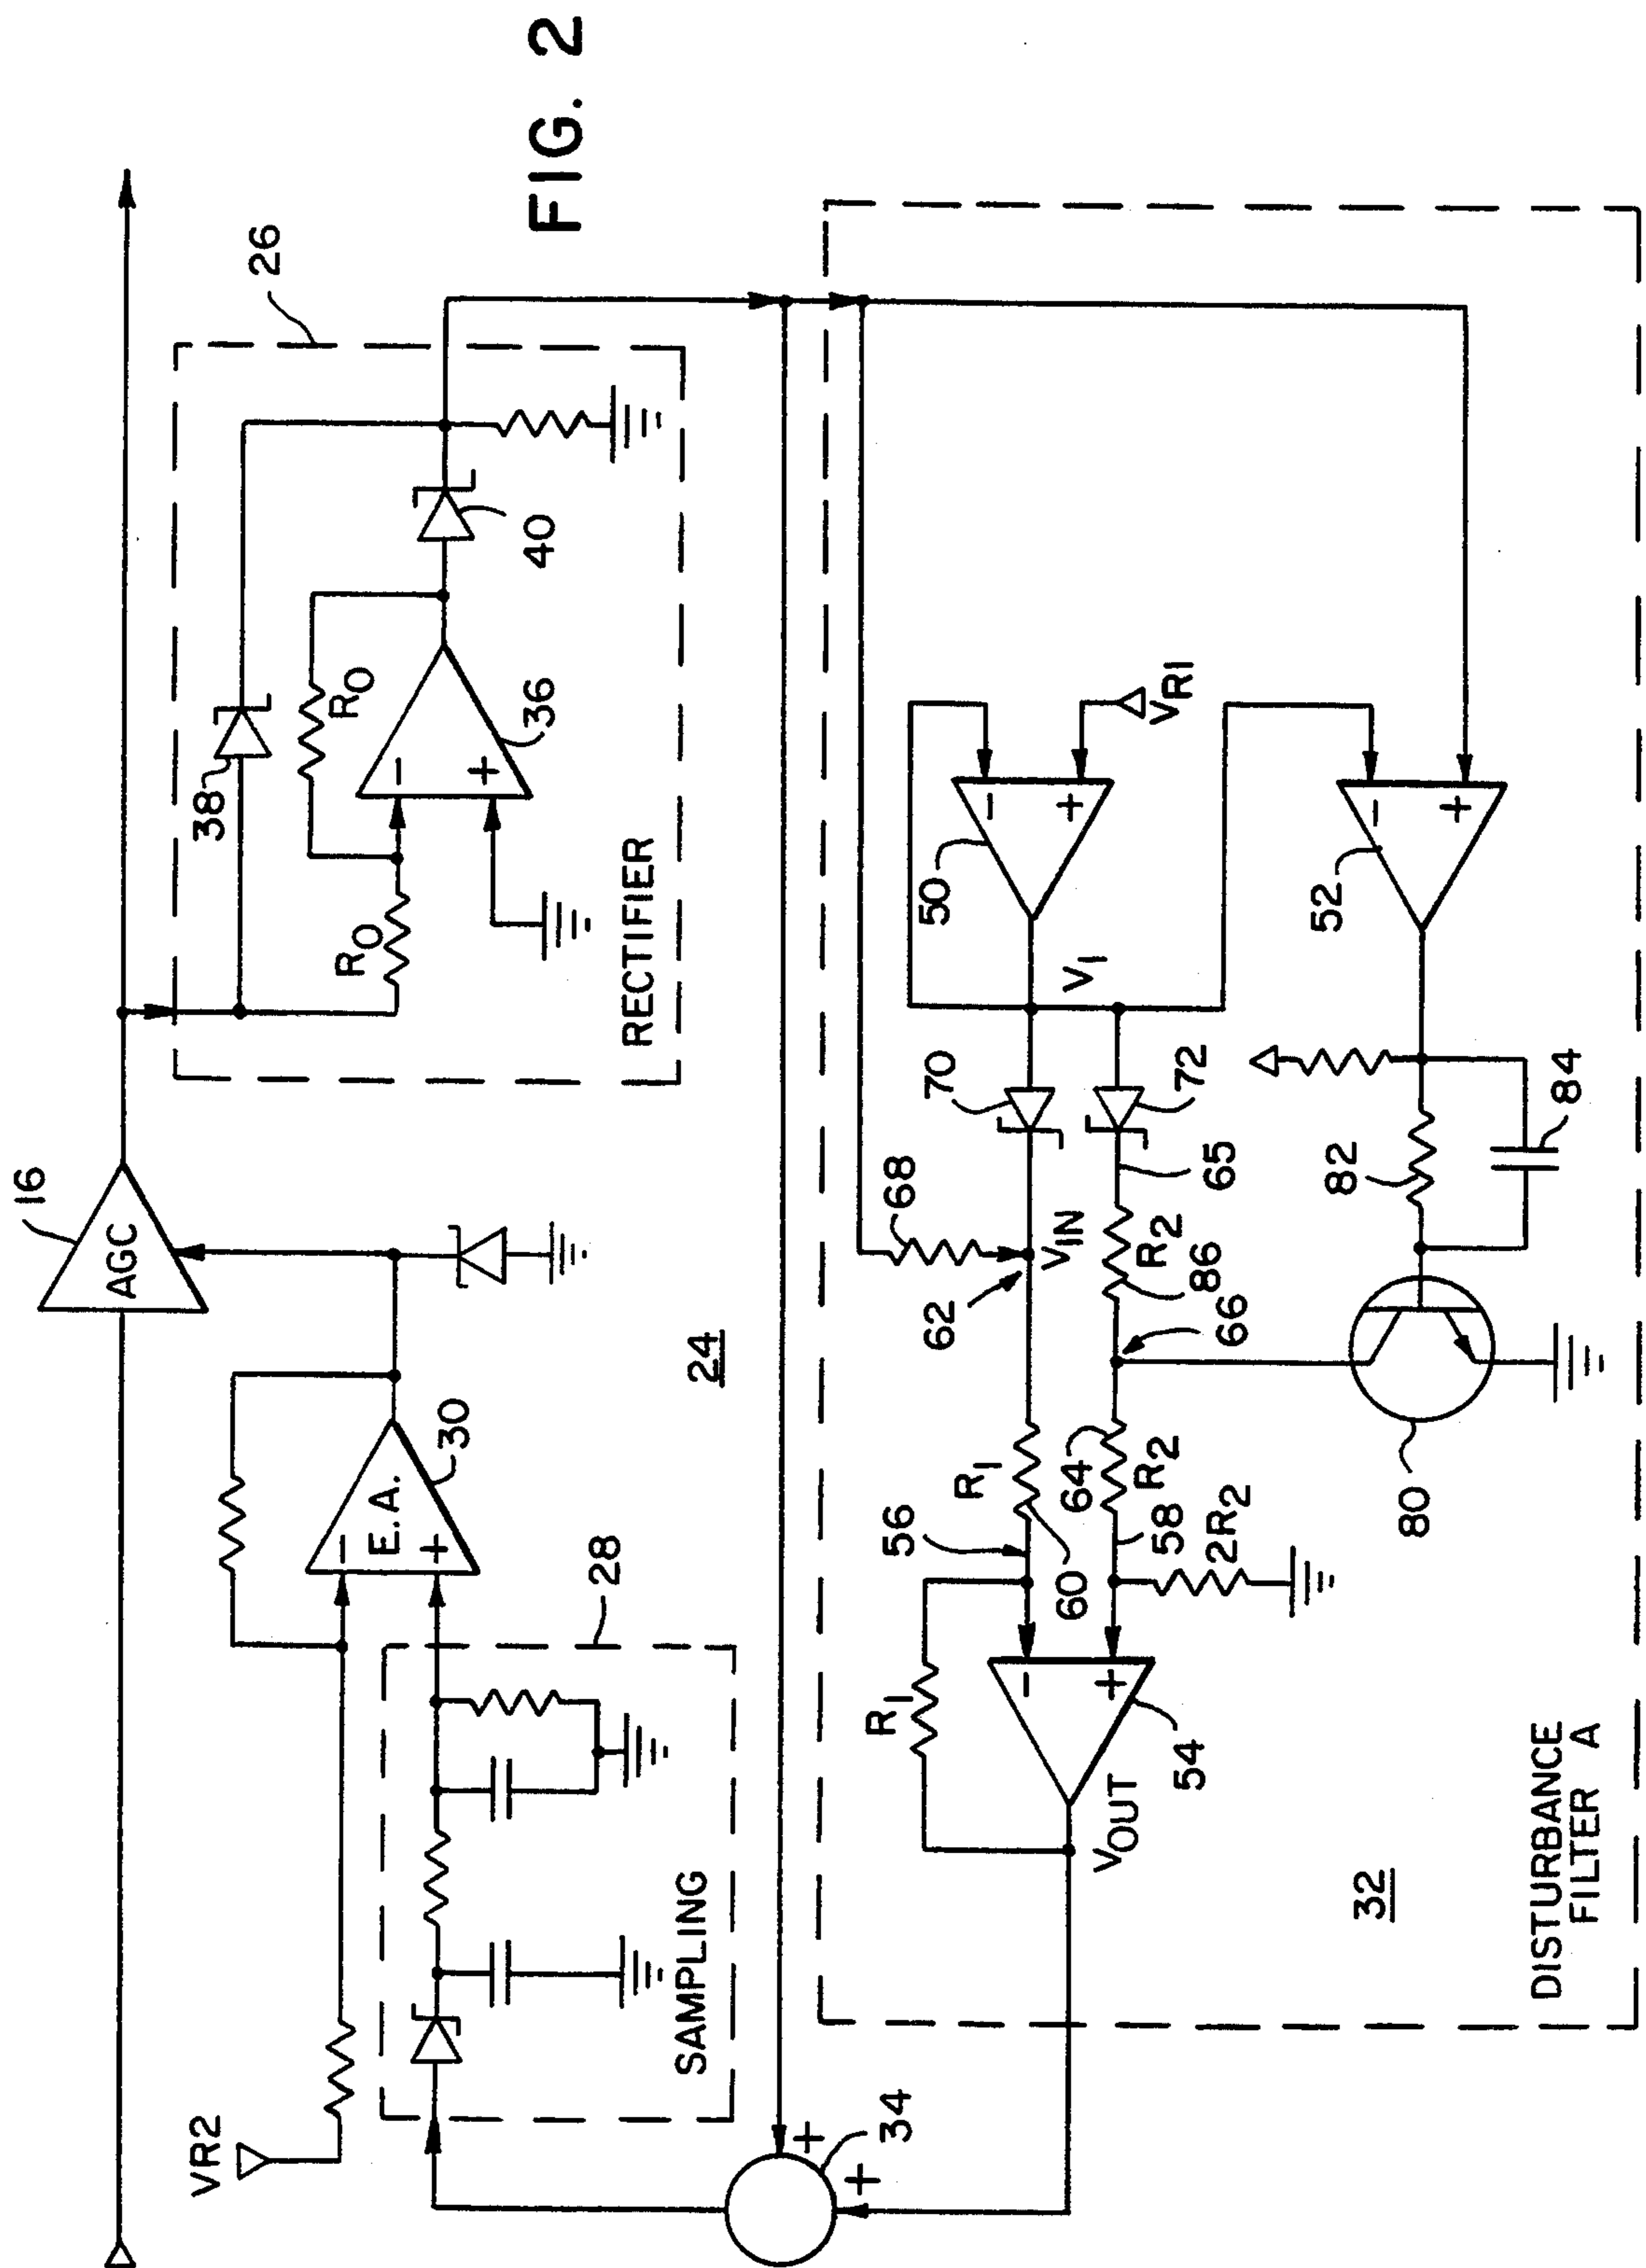 FIG. 2
16
AGC
26
38
R0
R0
-
+
36
40
RECTIFIER
VR2
E.A.
-
+
30
28
SAMPLING
24
34
+
+
50
-
+
VR1
V1
52
-
+
70
72
68
VIN
62
65
R2
86
66
82
84
80
R1
60
56
64
R2
58
2R2
R1
-
+
54
VOUT
32
DISTURBANCE
FILTER A